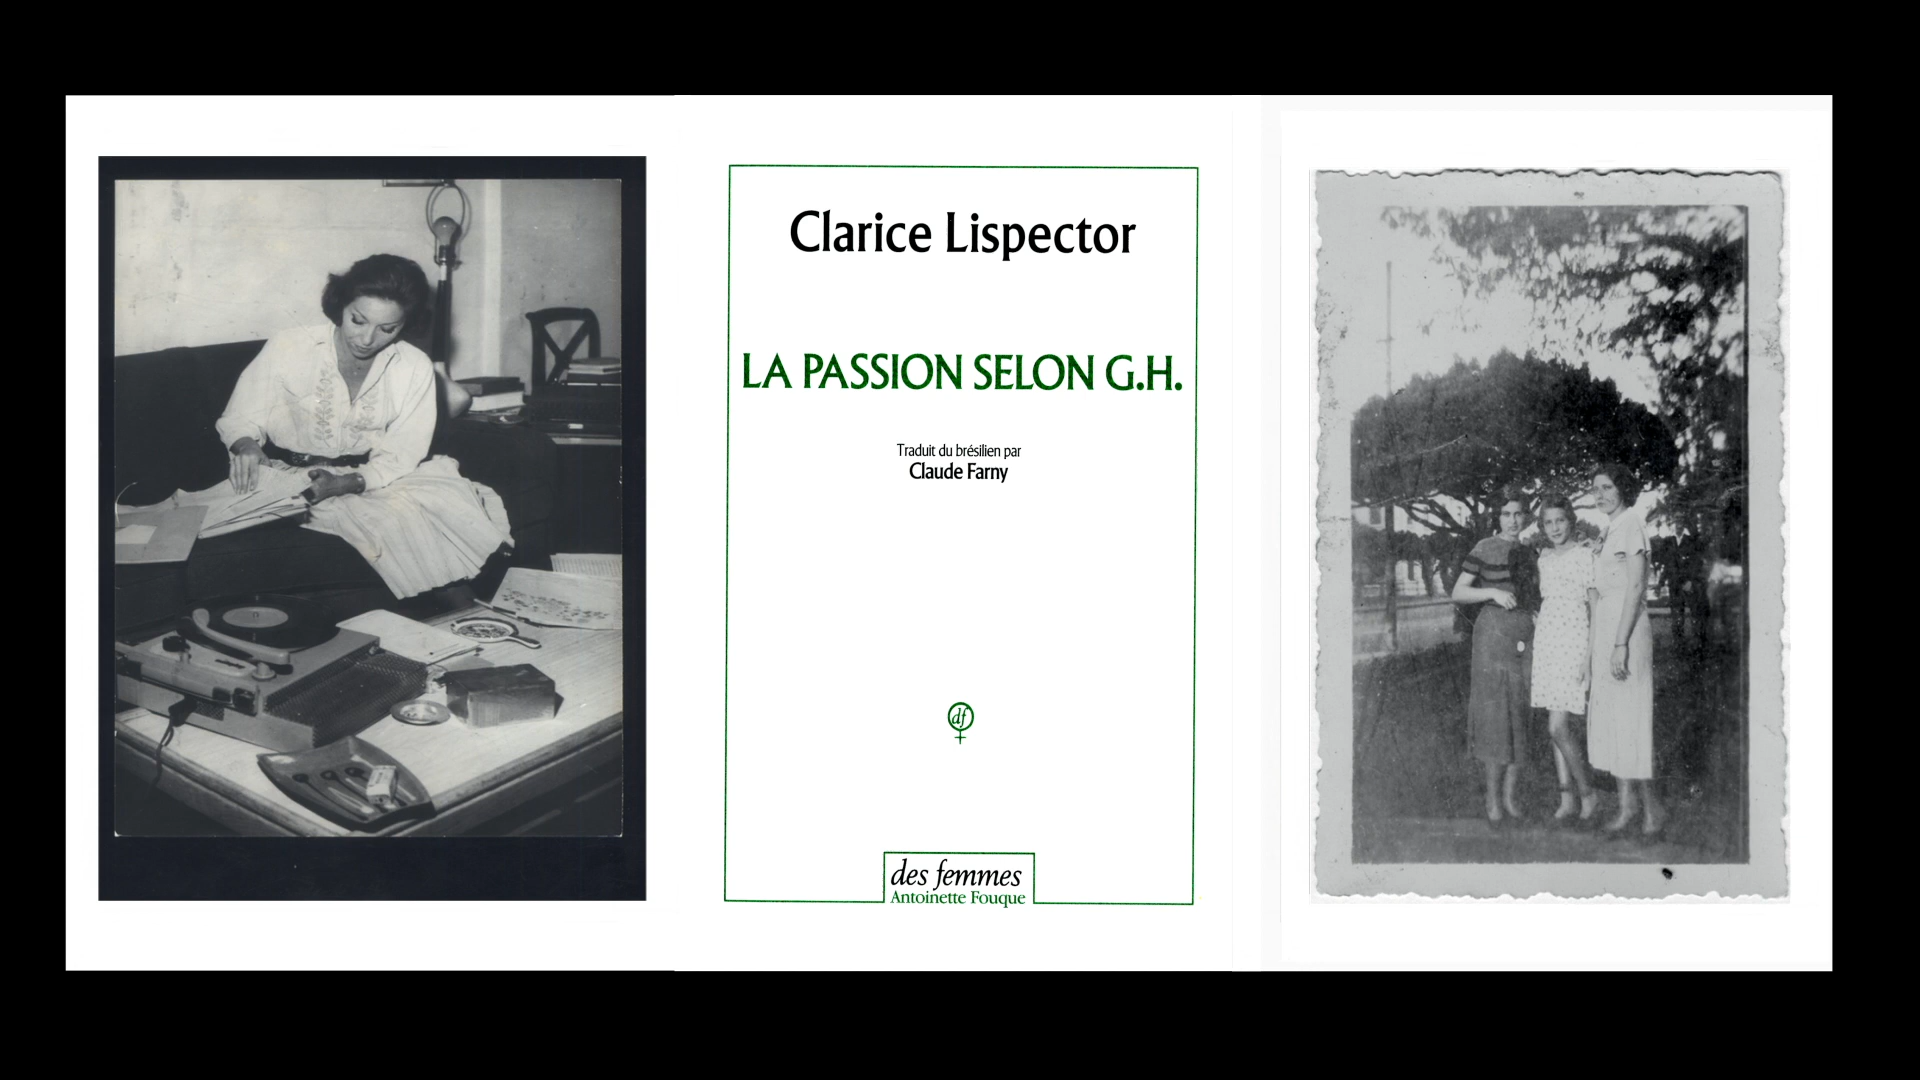 Clarice Lispector
LA PASSION SELON G.H.
Traduit du brésilien par
Claude Farny
df
des femmes
Antoinette Fouque